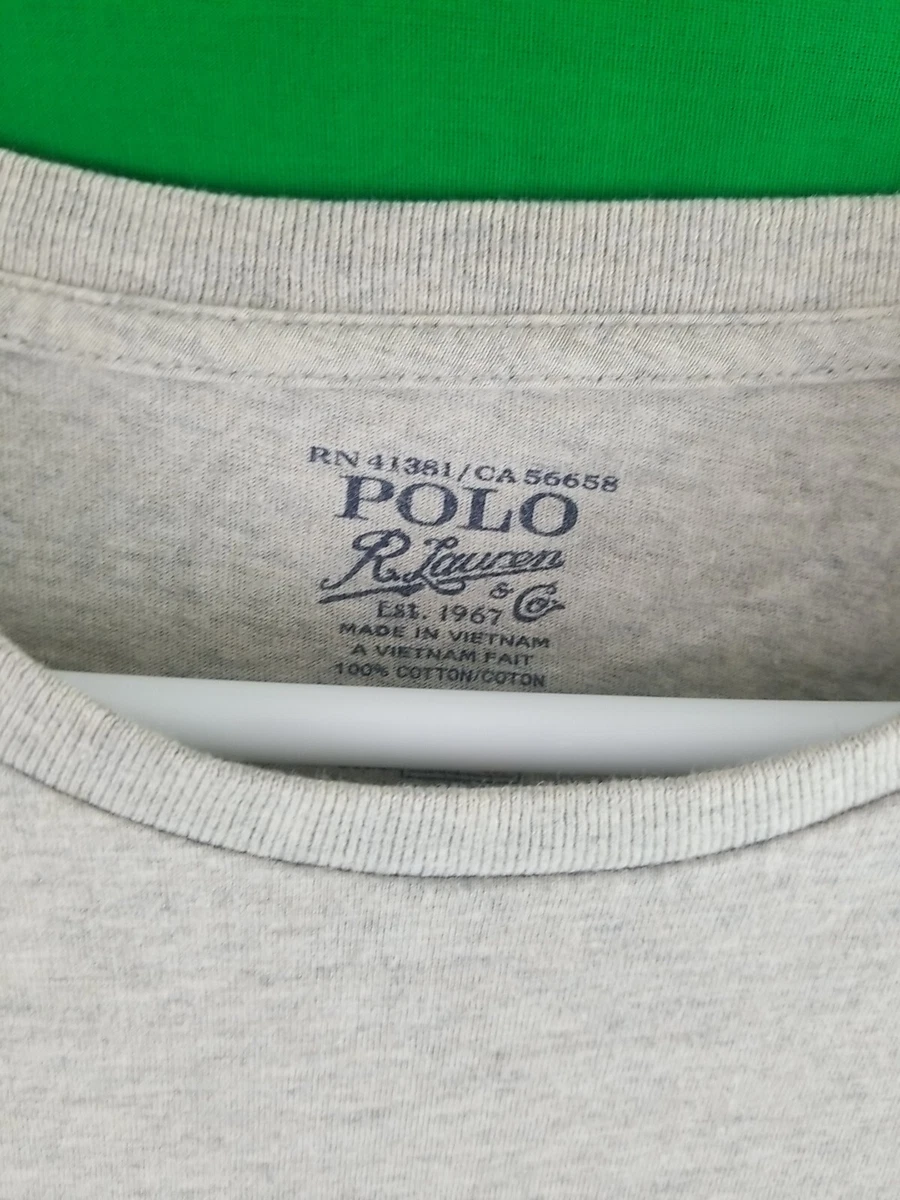 RN 41381/CA 56658
POLO
R. Lauren
& Co
Est. 1967
MADE IN VIETNAM
A VIETNAM FAIT
100% COTTON/COTON